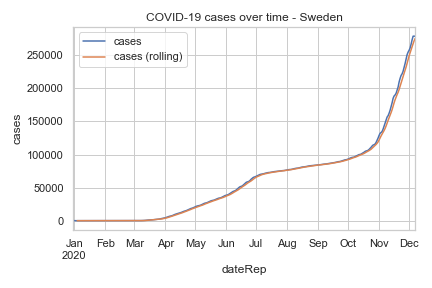 COVID-19 cases over time - Sweden
cases
cases (rolling)
250000
200000
150000
100000
50000
0
cases
Jan Feb Mar Apr May Jun Jul Aug Sep Oct Nov Dec
2020
dateRep